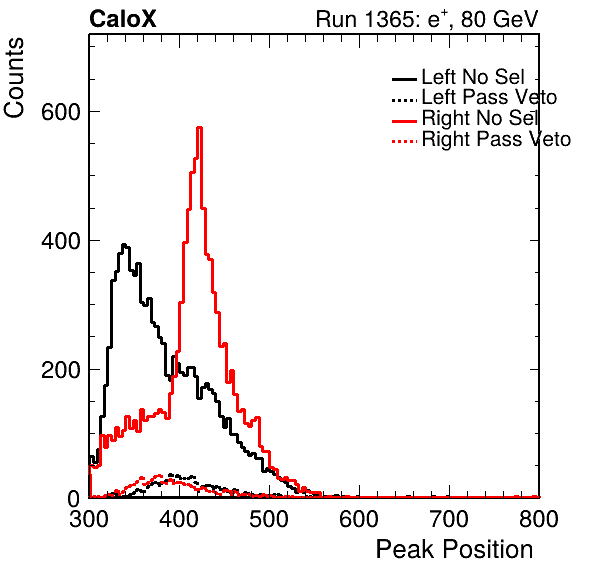 CaloX Run 1365: e+, 80 GeV
Counts
Left No Sel
Left Pass Veto
Right No Sel
Right Pass Veto
600
400
200
0
300 400 500 600 700 800
Peak Position